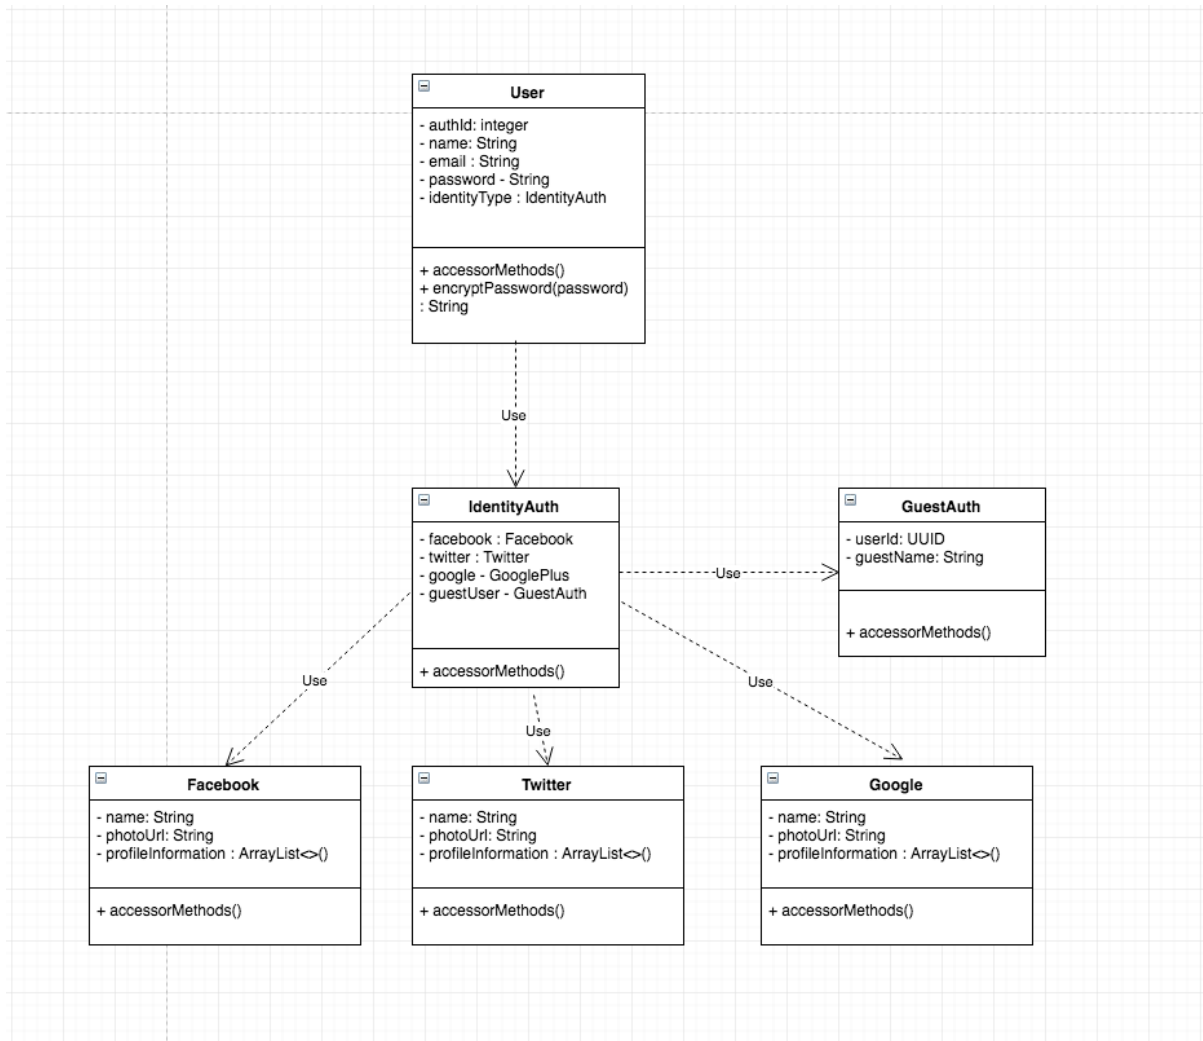 User
- authId: integer
- name: String
- email : String
- password - String
- identityType : IdentityAuth
+ accessorMethods()
+ encryptPassword(password)
: String
Use
IdentityAuth
- facebook : Facebook
- twitter : Twitter
- google - GooglePlus
- guestUser - GuestAuth
+ accessorMethods()
Use
GuestAuth
- userId: UUID
- guestName: String
+ accessorMethods()
Use
Use
Use
Facebook
- name: String
- photoUrl: String
- profileInformation : ArrayList<>()
+ accessorMethods()
Twitter
- name: String
- photoUrl: String
- profileInformation : ArrayList<>()
+ accessorMethods()
Google
- name: String
- photoUrl: String
- profileInformation : ArrayList<>()
+ accessorMethods()